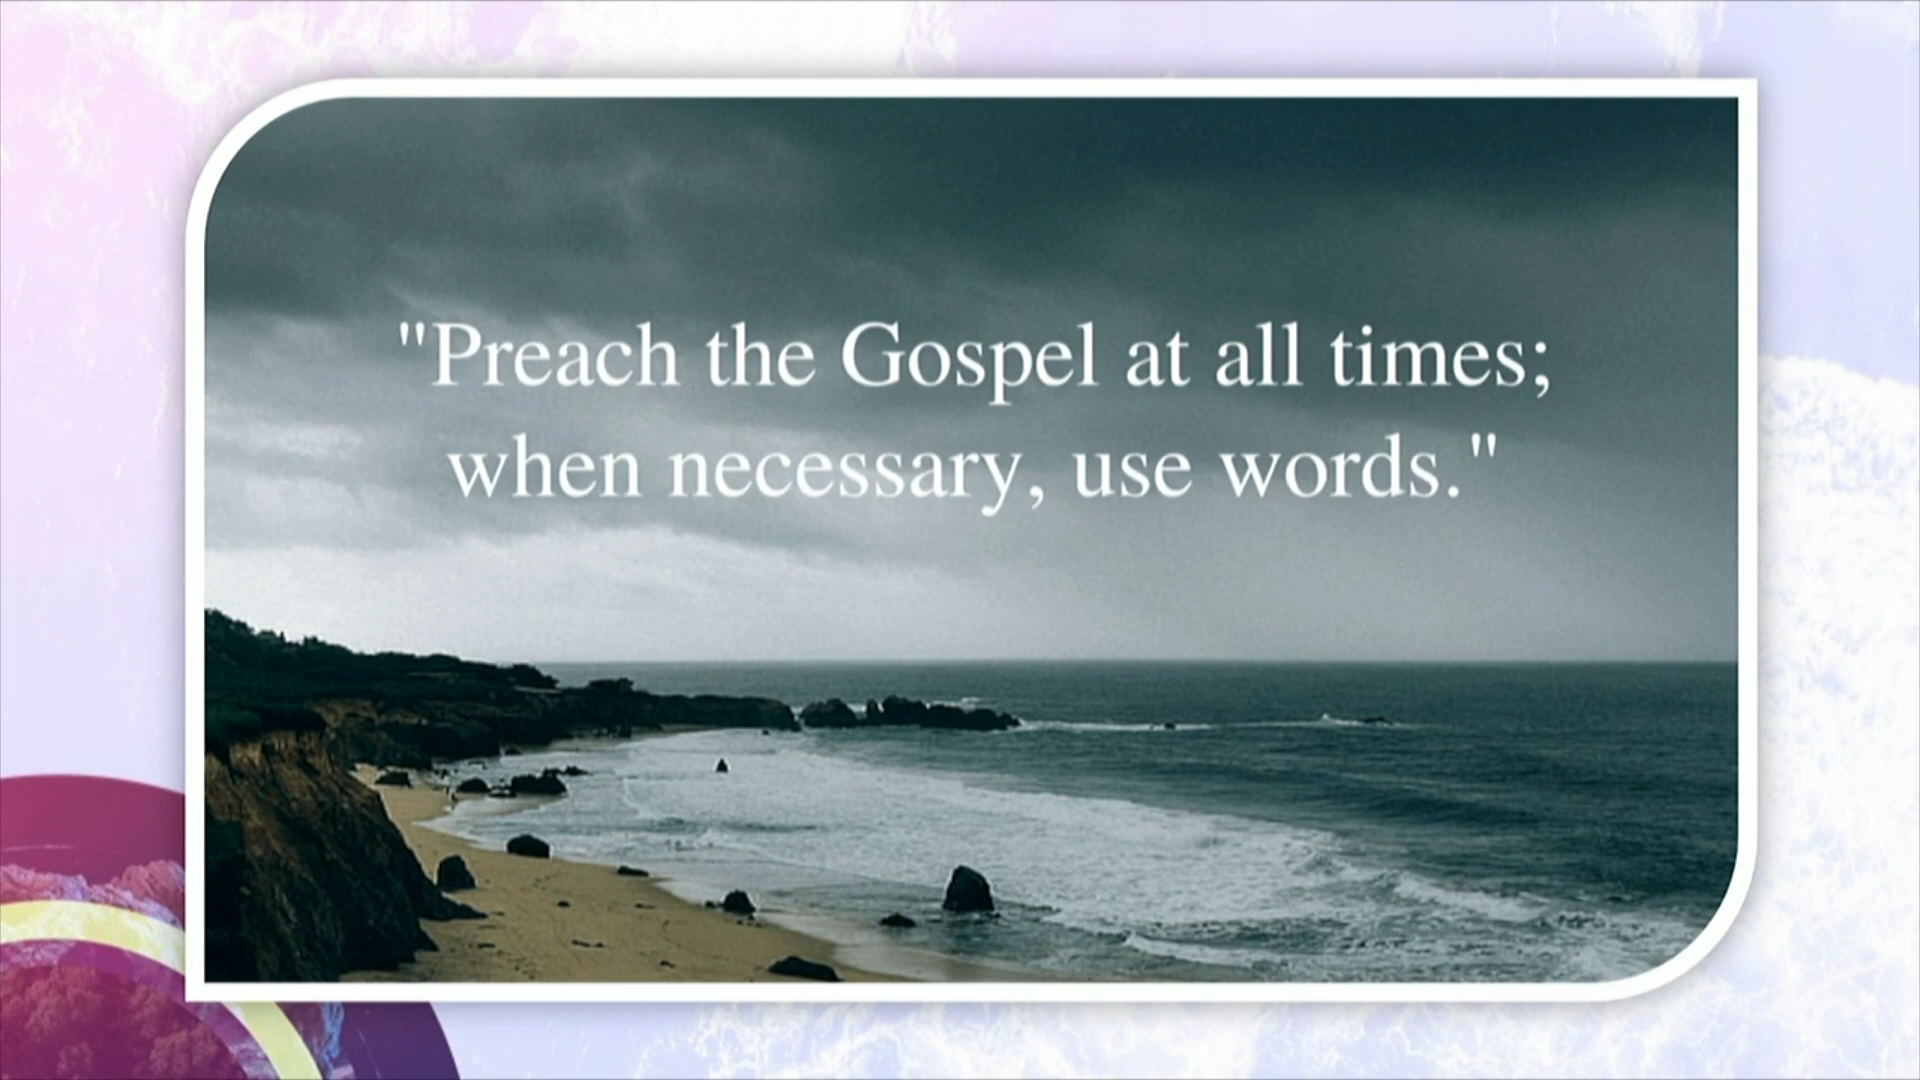 "Preach the Gospel at all times;
when necessary, use words."